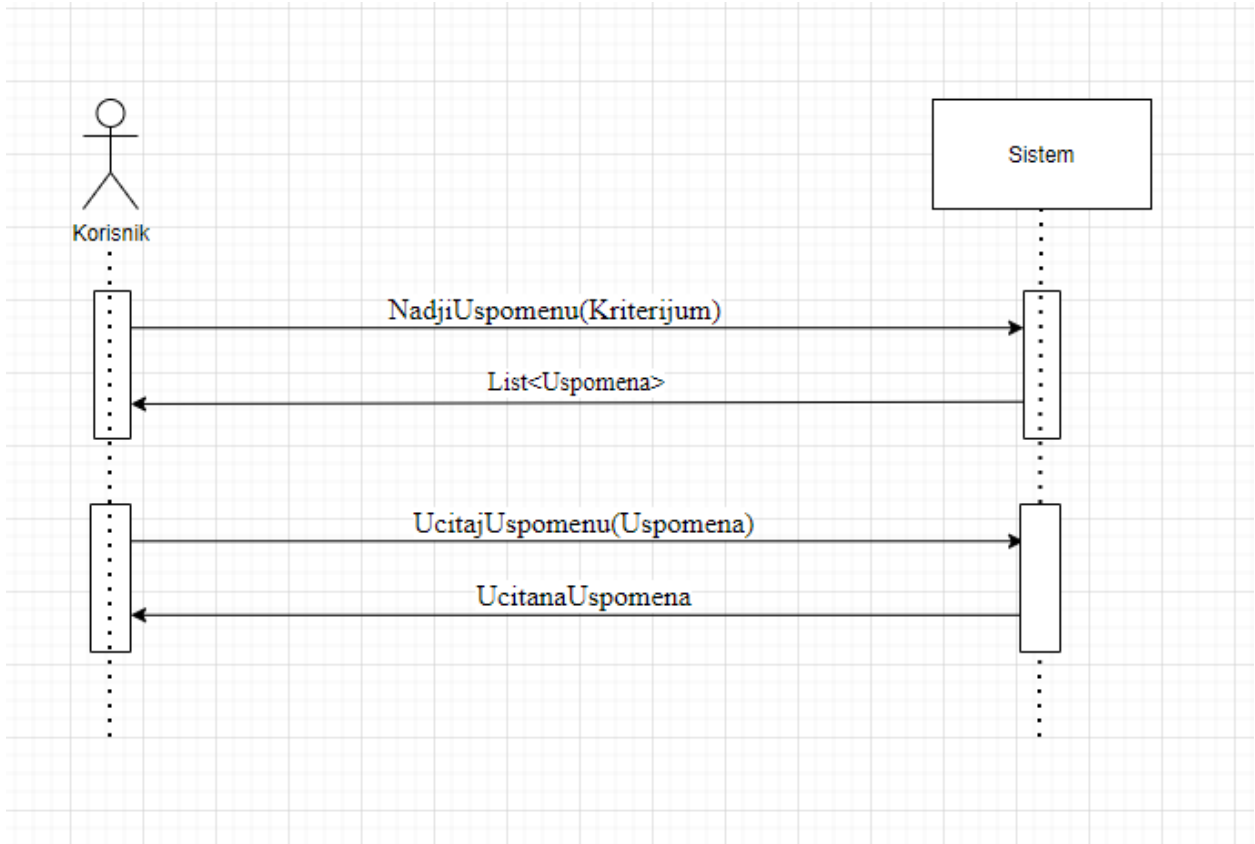 Sistem
Korisnik
NadjiUspomenu(Kriterijum)
List<Uspomena>
UcitajUspomenu(Uspomena)
UcitanaUspomena